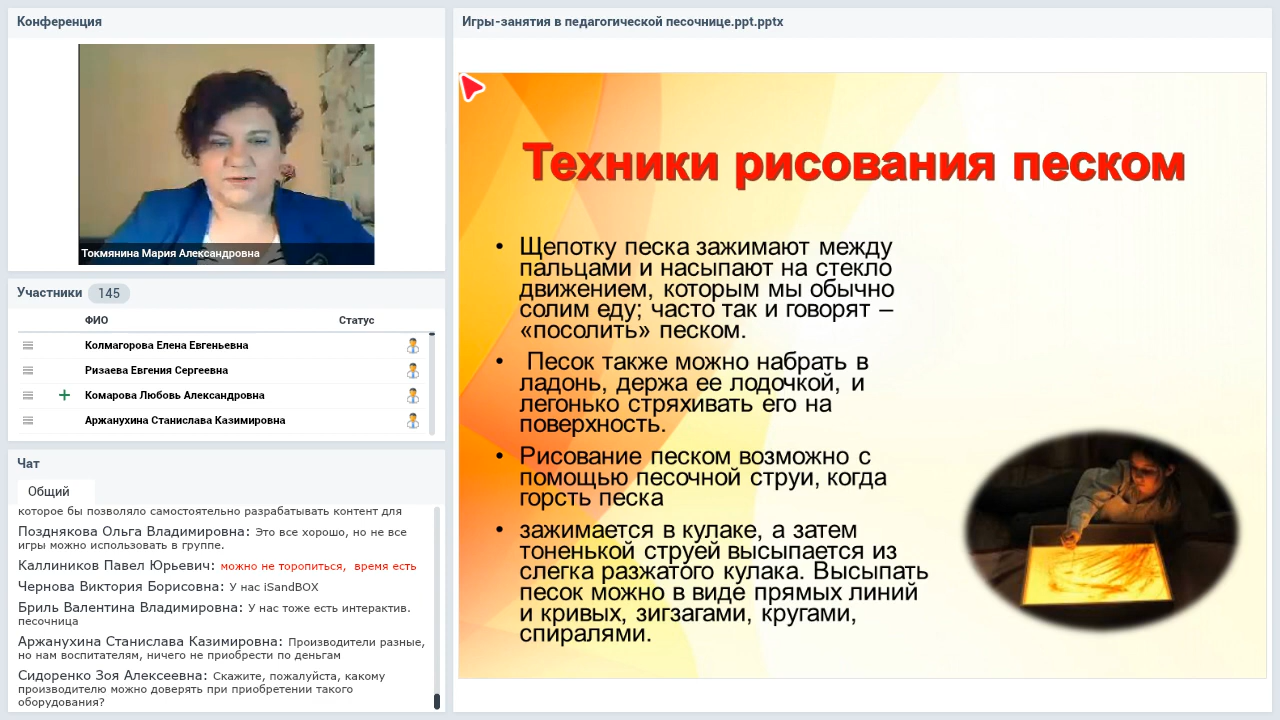 Конференция
Токмянина Мария Александровна
Участники 145
ФИО Статус
Колмагорова Елена Евгеньевна
Ризаева Евгения Сергеевна
Комарова Любовь Александровна
Аржанухина Станислава Казимировна
Чат
Общий
которое бы позволяло самостоятельно разрабатывать контент для
Позднякова Ольга Владимировна: Это все хорошо, но не все
игры можно использовать в группе.
Каллиников Павел Юрьевич: можно не торопиться, время есть
Чернова Виктория Борисовна: У нас iSandBOX
Бриль Валентина Владимировна: У нас тоже есть интерактив.
песочница
Аржанухина Станислава Казимировна: Производители разные,
но нам воспитателям, ничего не приобрести по деньгам
Сидоренко Зоя Алексеевна: Скажите, пожалуйста, какому
производителю можно доверять при приобретении такого
оборудования?
Игры-занятия в педагогической песочнице.ppt.pptx
Техники рисования песком
• Щепотку песка зажимают между
пальцами и насыпают на стекло
движением, которым мы обычно
солим еду; часто так и говорят –
«посолить» песком.
• Песок также можно набрать в
ладонь, держа ее лодочкой, и
легонько стряхивать его на
поверхность.
• Рисование песком возможно с
помощью песочной струи, когда
горсть песка
• зажимается в кулаке, а затем
тоненькой струей высыпается из
слегка разжатого кулака. Высыпать
песок можно в виде прямых линий
и кривых, зигзагами, кругами,
спиралями.